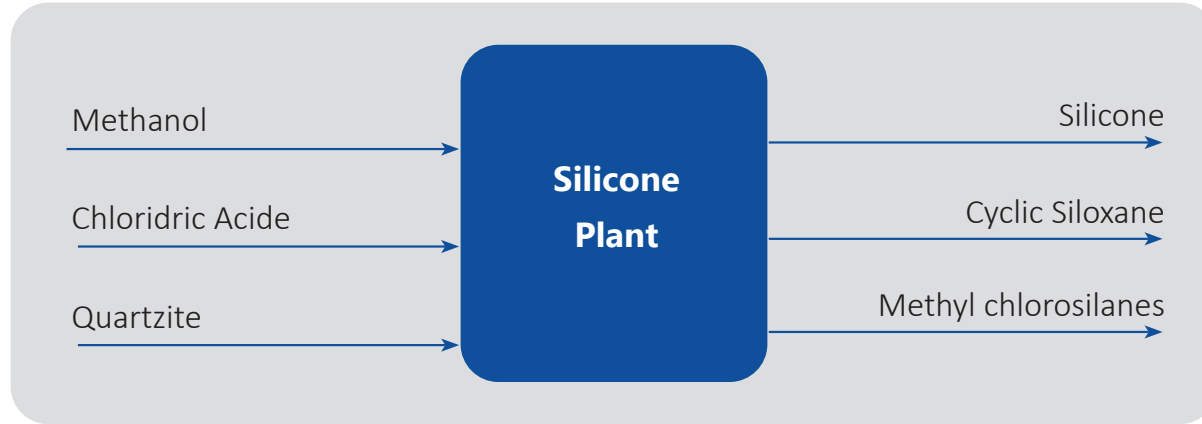 Methanol
Chloridric Acide
Quartzite
Silicone
Plant
Silicone
Cyclic Siloxane
Methyl chlorosilanes